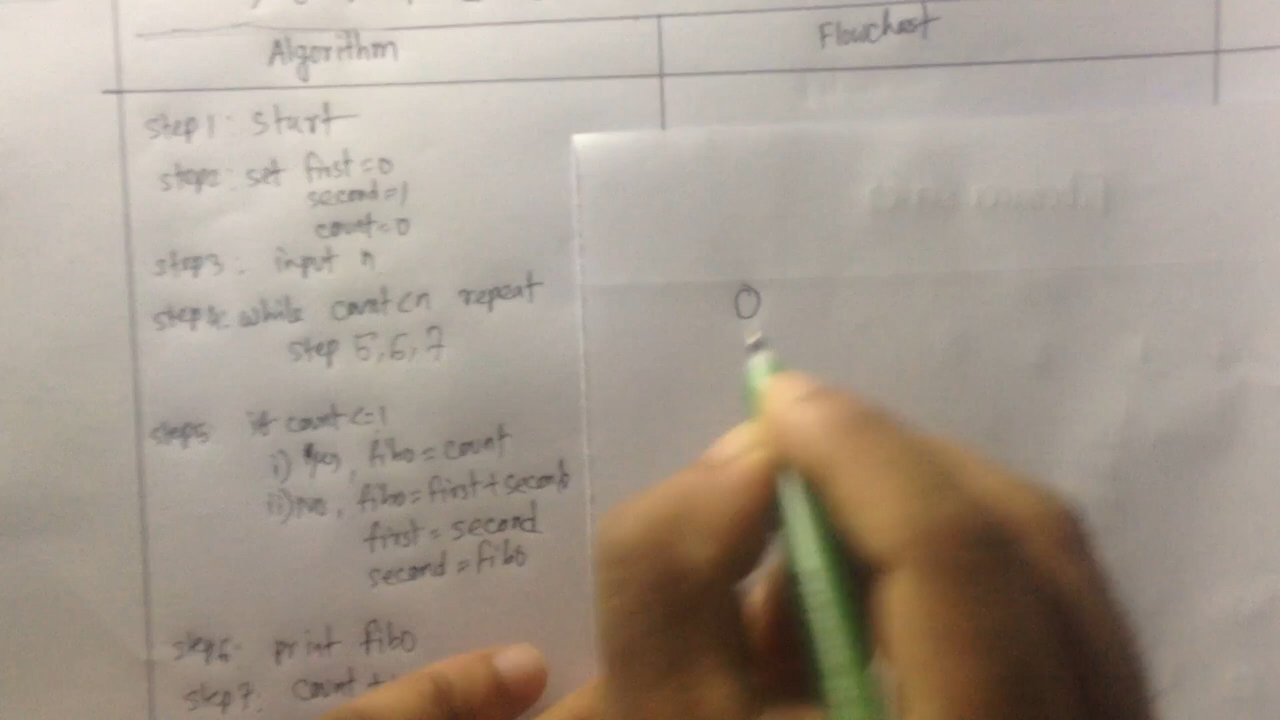 Algorithm
Flowchart
step1: start
step2: set first=0
second=1
count=0
step3: input n
step4: while count<n repeat
step 5,6,7
step5 if count<=1
i) Yes, fibo=count
ii) No, fibo=first+second
first=second
second=fibo
step6: print fibo
step7: count +
0